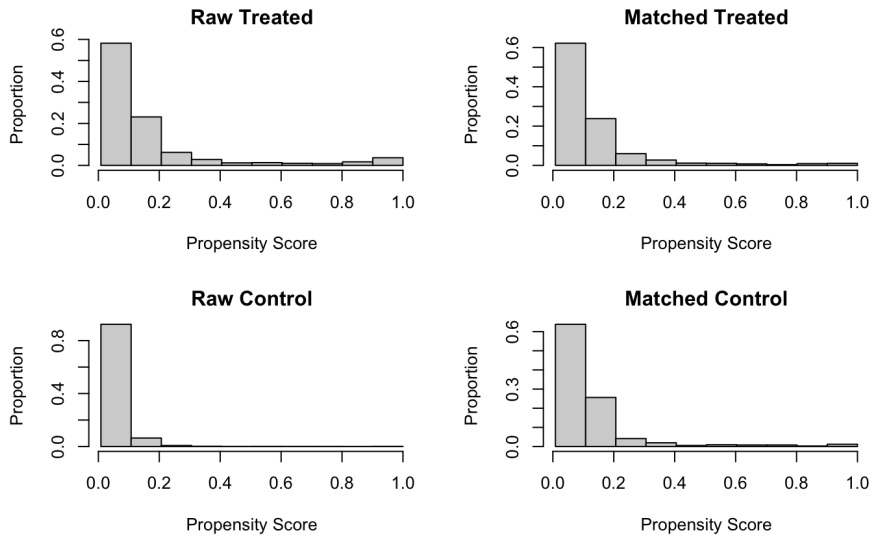 Raw Treated
Proportion
0.0 0.2 0.4 0.6
0.0 0.2 0.4 0.6 0.8 1.0
Propensity Score
Matched Treated
Proportion
0.0 0.2 0.4 0.6
0.0 0.2 0.4 0.6 0.8 1.0
Propensity Score
Raw Control
Proportion
0.0 0.4 0.8
0.0 0.2 0.4 0.6 0.8 1.0
Propensity Score
Matched Control
Proportion
0.0 0.3 0.6
0.0 0.2 0.4 0.6 0.8 1.0
Propensity Score